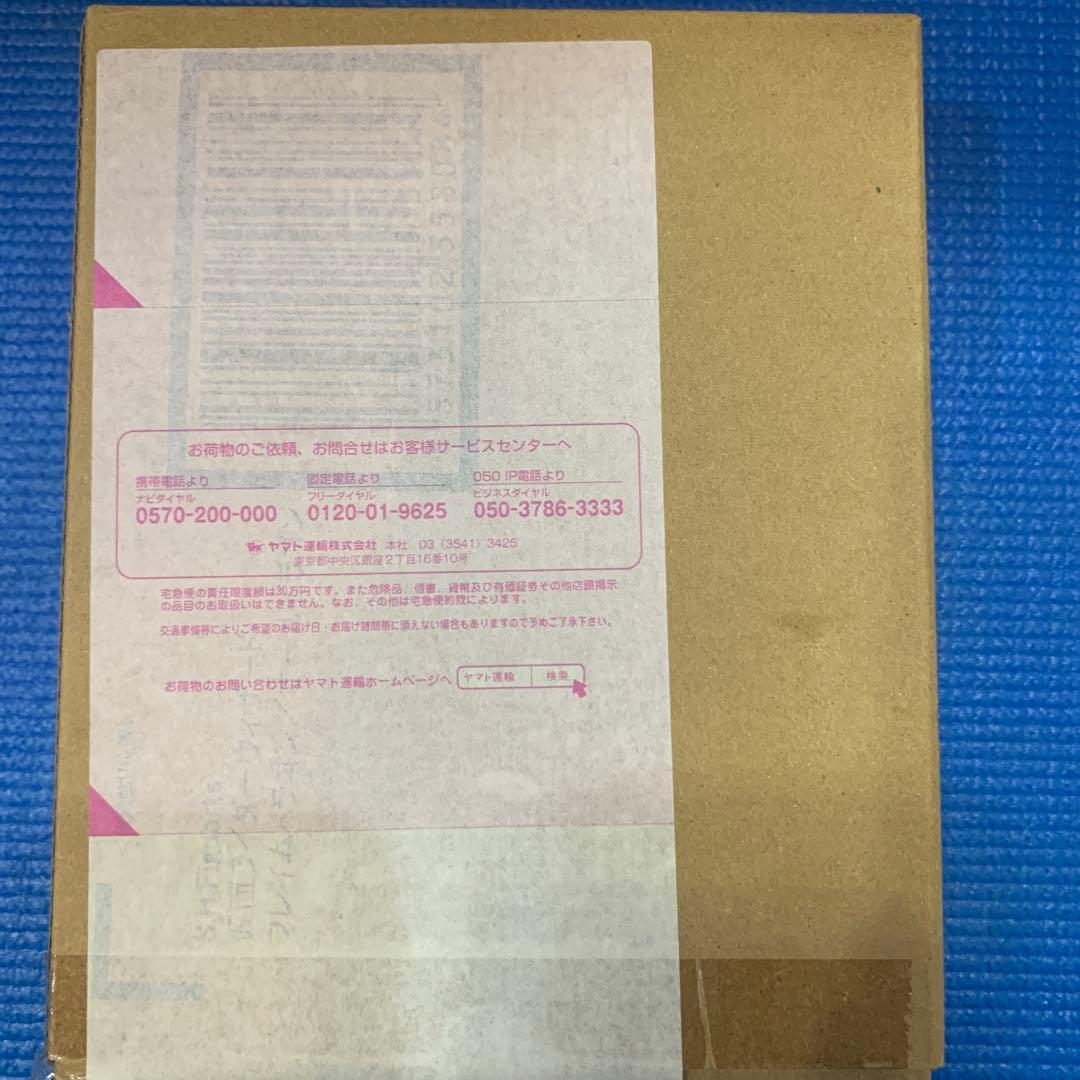 お荷物のご依頼、お問合せはお客様サービスセンターへ
携帯電話より 固定電話より 050 IP電話より
ナビダイヤル フリーダイヤル ビジネスダイヤル
0570-200-000 0120-01-9625 050-3786-3333
ヤマト運輸株式会社 本社 03（3541）3425
東京都中央区銀座2丁目16番10号
宅急便の責任限度額は30万円です。また危険品、信書、貨幣及び有価証券その他店頭掲示
の品目のお取扱いはできません。なお、その他は宅急便約款によります。
交通事情等によりご希望のお届け日・お届け時間帯に添えない場合もありますので予めご了承下さい。
お荷物のお問い合わせはヤマト運輸ホームページへ ヤマト運輸 検索